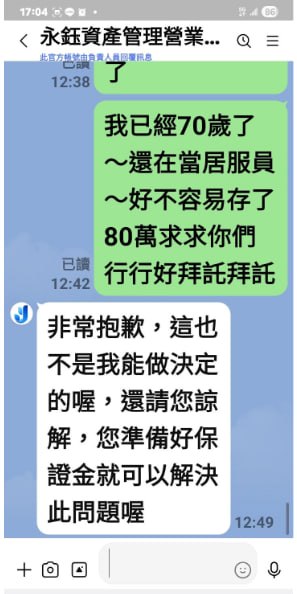 17:04
86
永鈺資產管理營業...
此官方帳號由負責人員回覆訊息
已讀
12:38
了
我已經70歲了
～還在當居服員
～好不容易存了
80萬求求你們
行行好拜託拜託
已讀
12:42
非常抱歉，這也
不是我能做決定
的喔，還請您諒
解，您準備好保
證金就可以解決
此問題喔
12:49